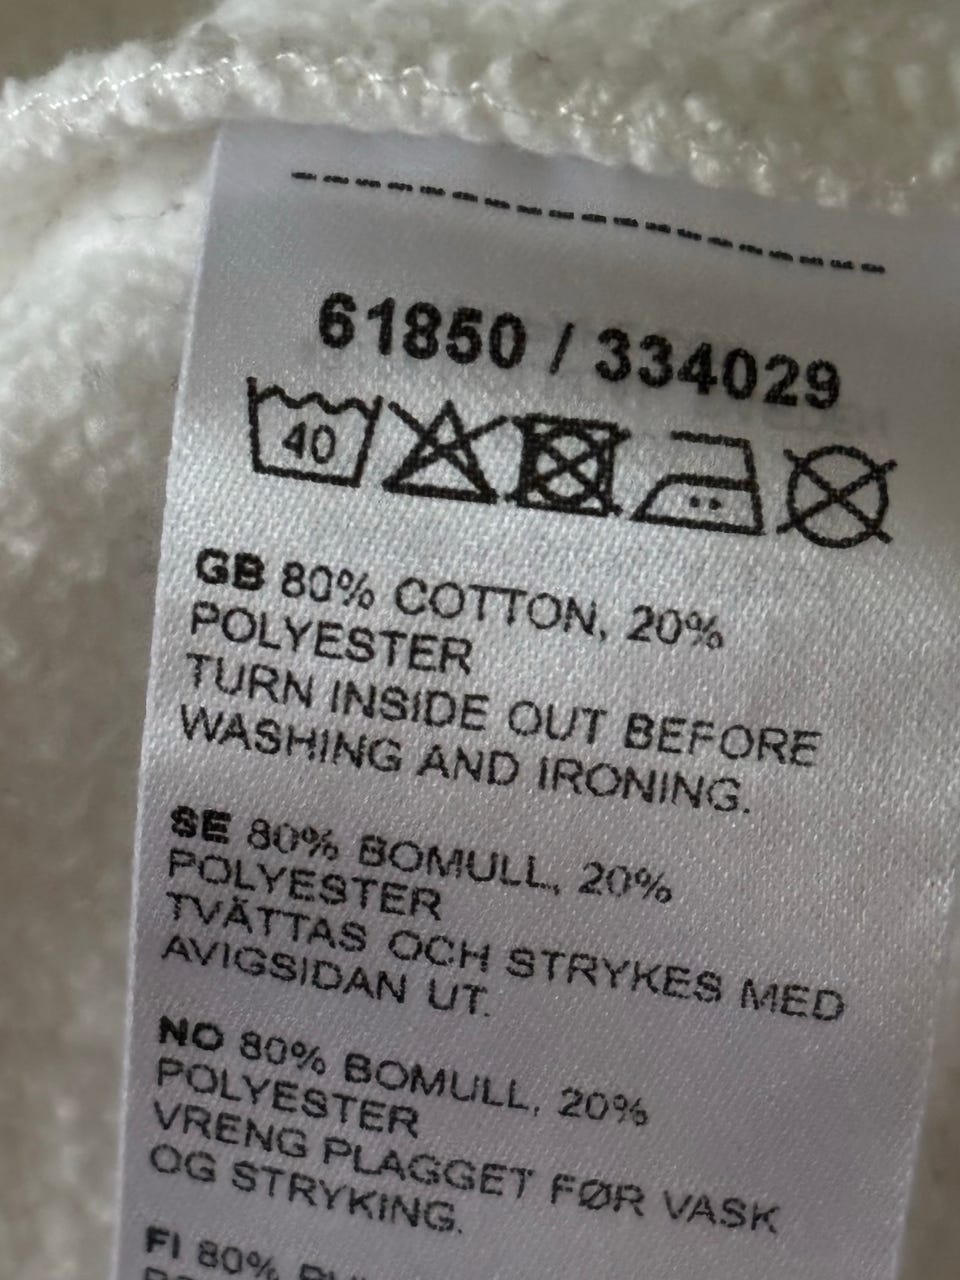 61850 / 334029
40
GB 80% COTTON, 20%
POLYESTER
TURN INSIDE OUT BEFORE
WASHING AND IRONING.
SE 80% BOMULL, 20%
POLYESTER
TVÄTTAS OCH STRYKES MED
AVIGSIDAN UT.
NO 80% BOMULL, 20%
POLYESTER
VRENG PLAGGET FØR VASK
OG STRYKING.
FI 80%